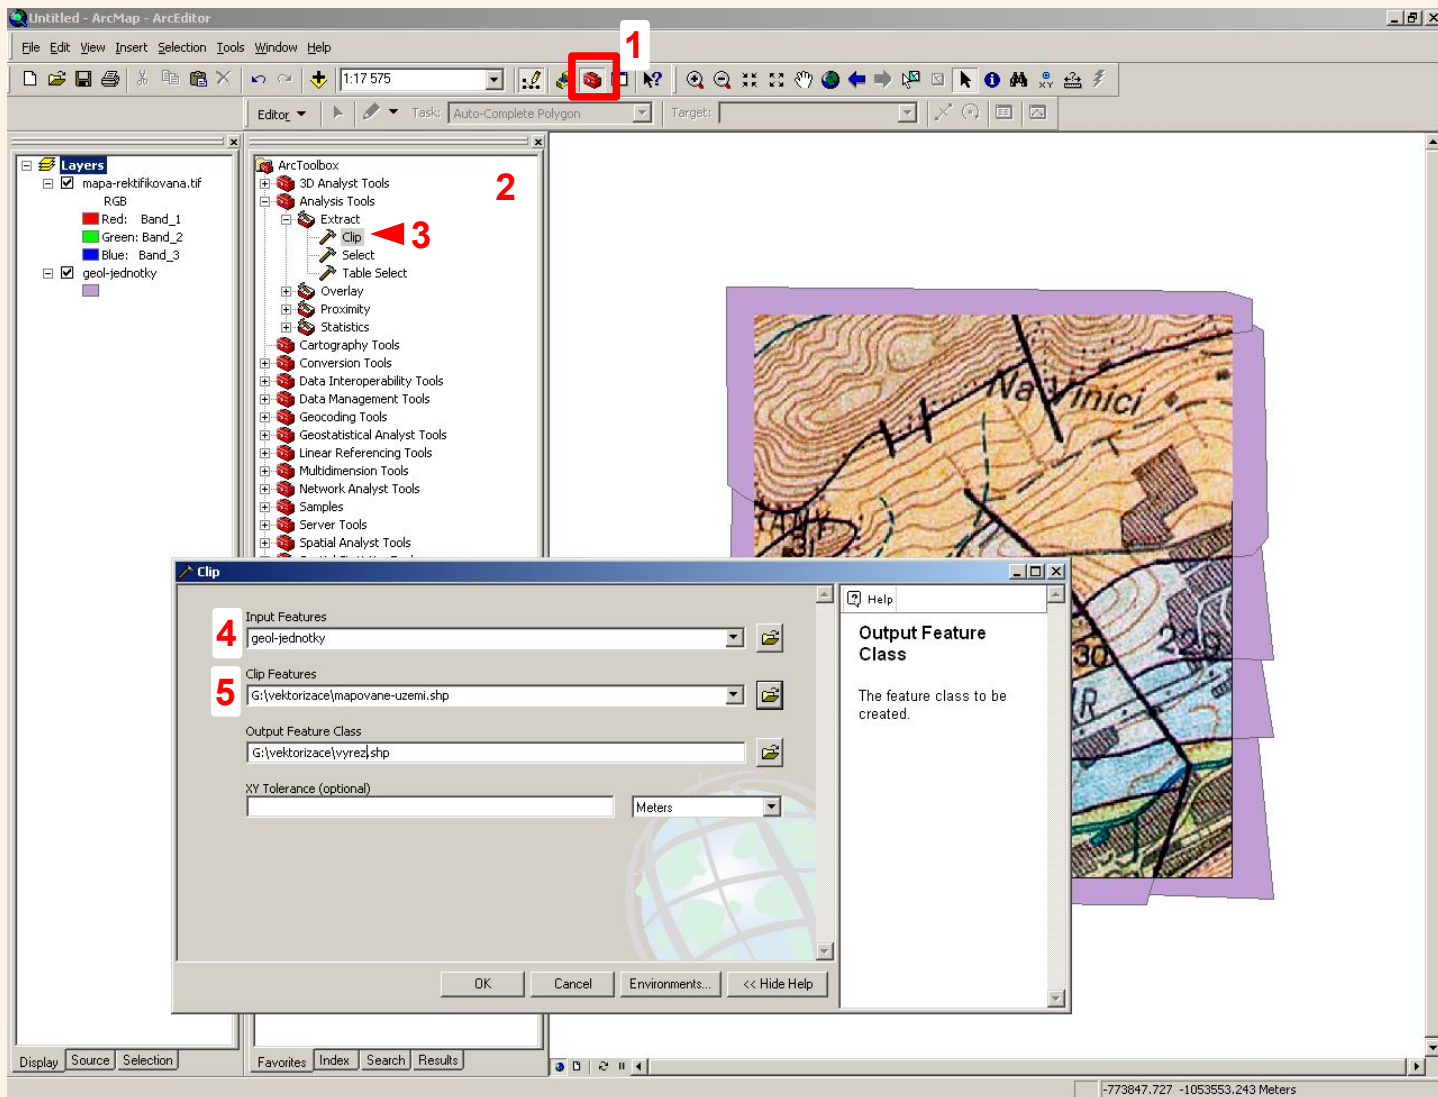 Untitled - ArcMap - ArcEditor
File Edit View Insert Selection Tools Window Help
1
1:17 575
Editor Task: Auto-Complete Polygon Target:
Layers
mapa-rektifikovana.tif
RGB
Red: Band_1
Green: Band_2
Blue: Band_3
geol-jednotky
ArcToolbox
3D Analyst Tools
Analysis Tools
2
Extract
Clip
3
Select
Table Select
Overlay
Proximity
Statistics
Cartography Tools
Conversion Tools
Data Interoperability Tools
Data Management Tools
Geocoding Tools
Geostatistical Analyst Tools
Linear Referencing Tools
Multidimension Tools
Network Analyst Tools
Samples
Server Tools
Spatial Analyst Tools
Na Vinici
30
229
Clip
Input Features
4
geol-jednotky
Clip Features
5
G:\vektorizace\mapovane-uzemi.shp
Output Feature Class
G:\vektorizace\vyrez.shp
XY Tolerance (optional)
Meters
OK Cancel Environments... << Hide Help
Help
Output Feature
Class
The feature class to be
created.
Display Source Selection
Favorites Index Search Results
-773847.727 -1053553.243 Meters